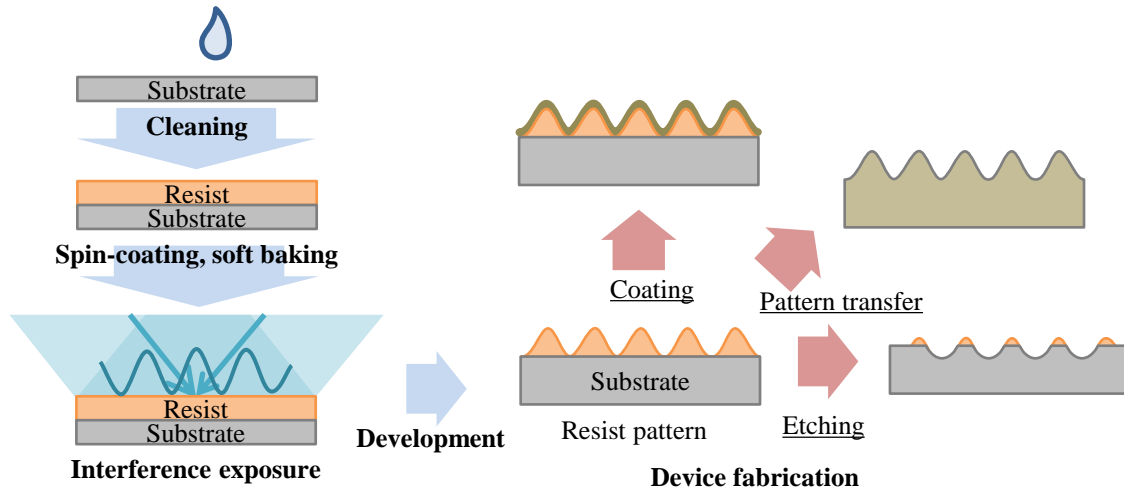 Substrate
Cleaning
Resist
Substrate
Spin-coating, soft baking
Resist
Substrate
Interference exposure
Development
Coating
Pattern transfer
Substrate
Resist pattern
Etching
Device fabrication